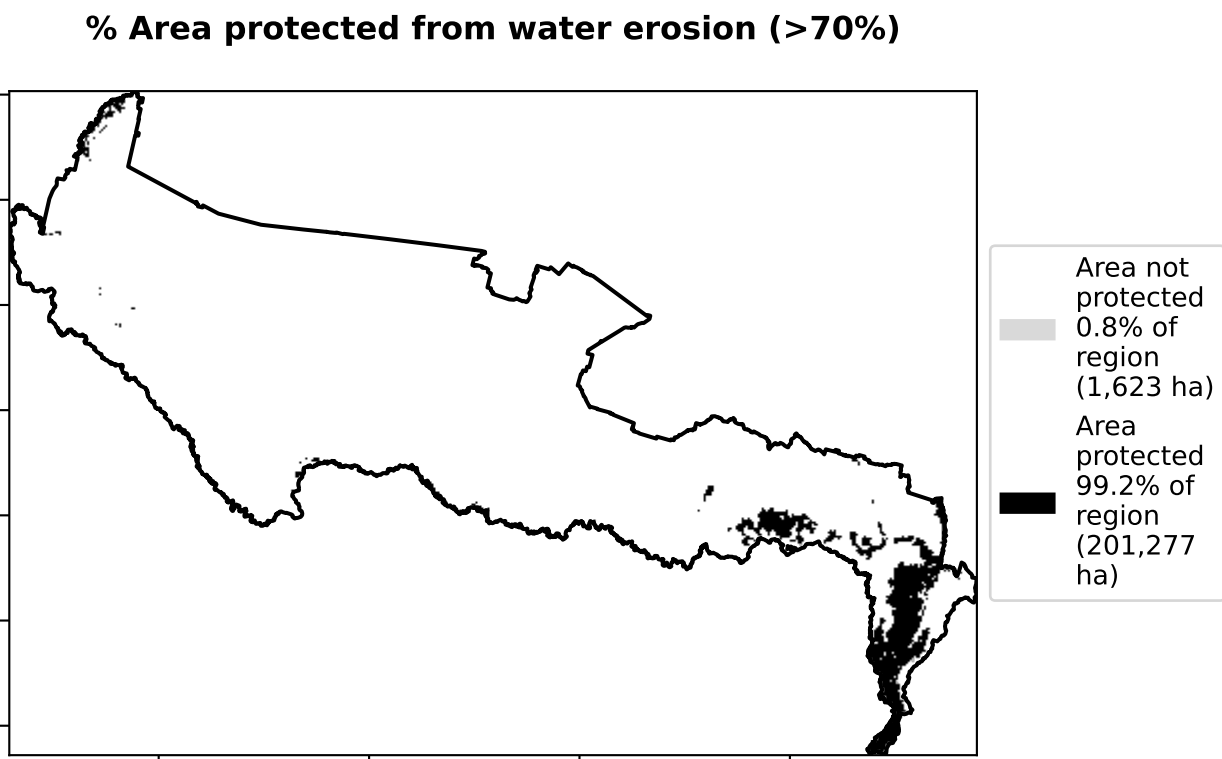 % Area protected from water erosion (>70%)
Area not
protected
0.8% of
region
(1,623 ha)
Area
protected
99.2% of
region
(201,277
ha)